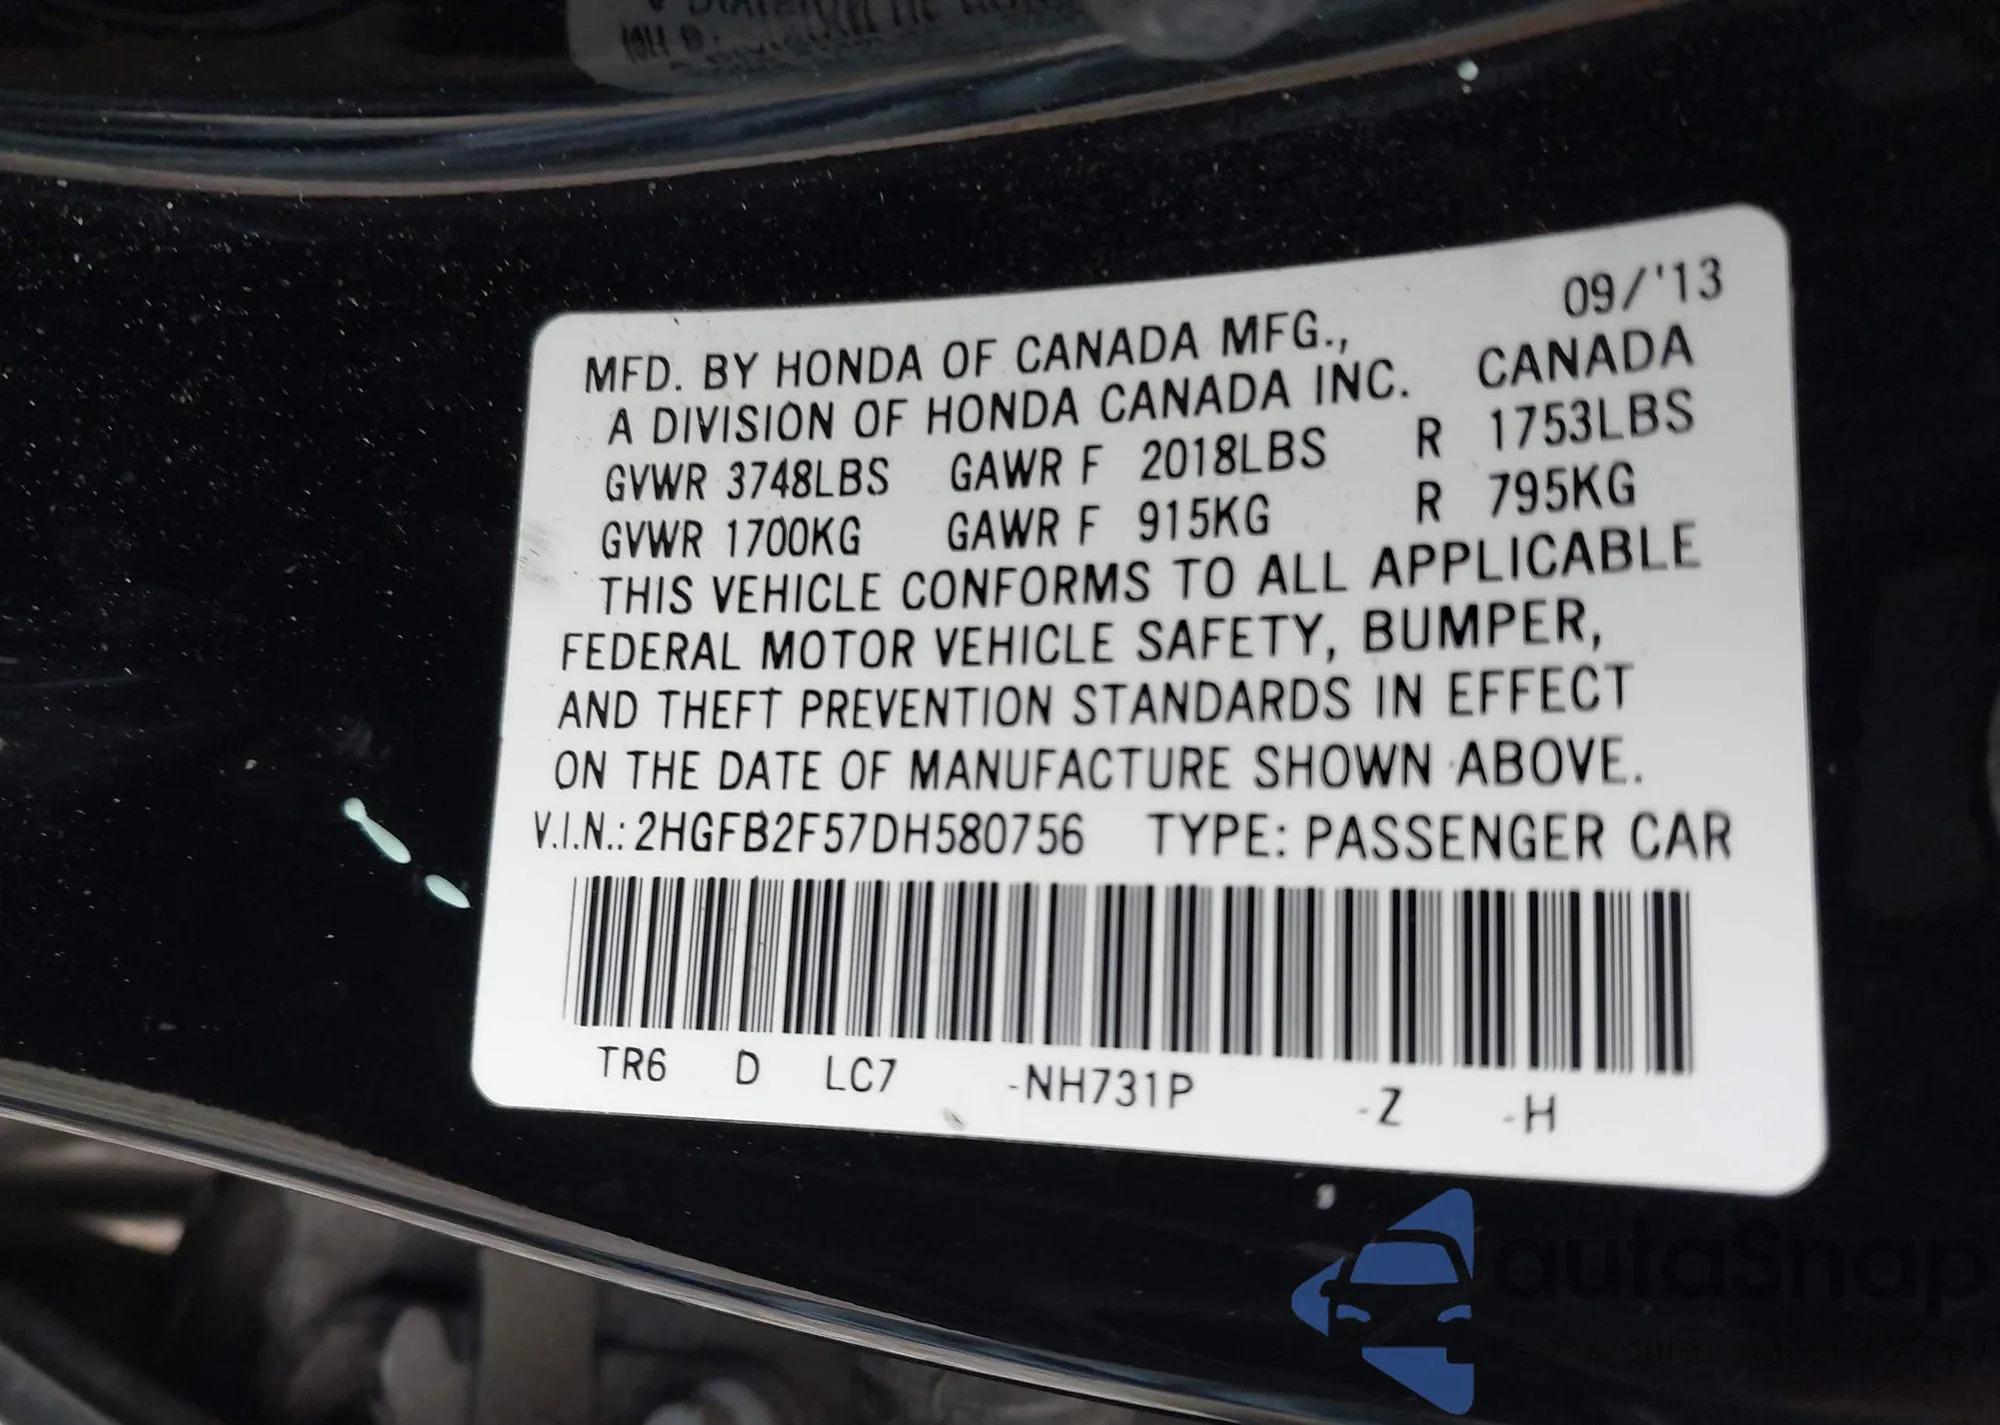 09/'13
MFD. BY HONDA OF CANADA MFG.,
A DIVISION OF HONDA CANADA INC. CANADA
GVWR 3748LBS GAWR F 2018LBS R 1753LBS
GVWR 1700KG GAWR F 915KG R 795KG
THIS VEHICLE CONFORMS TO ALL APPLICABLE
FEDERAL MOTOR VEHICLE SAFETY, BUMPER,
AND THEFT PREVENTION STANDARDS IN EFFECT
ON THE DATE OF MANUFACTURE SHOWN ABOVE.
V.I.N.: 2HGFB2F57DH580756 TYPE: PASSENGER CAR
TR6 D LC7 -NH731P -Z -H
autaSnap